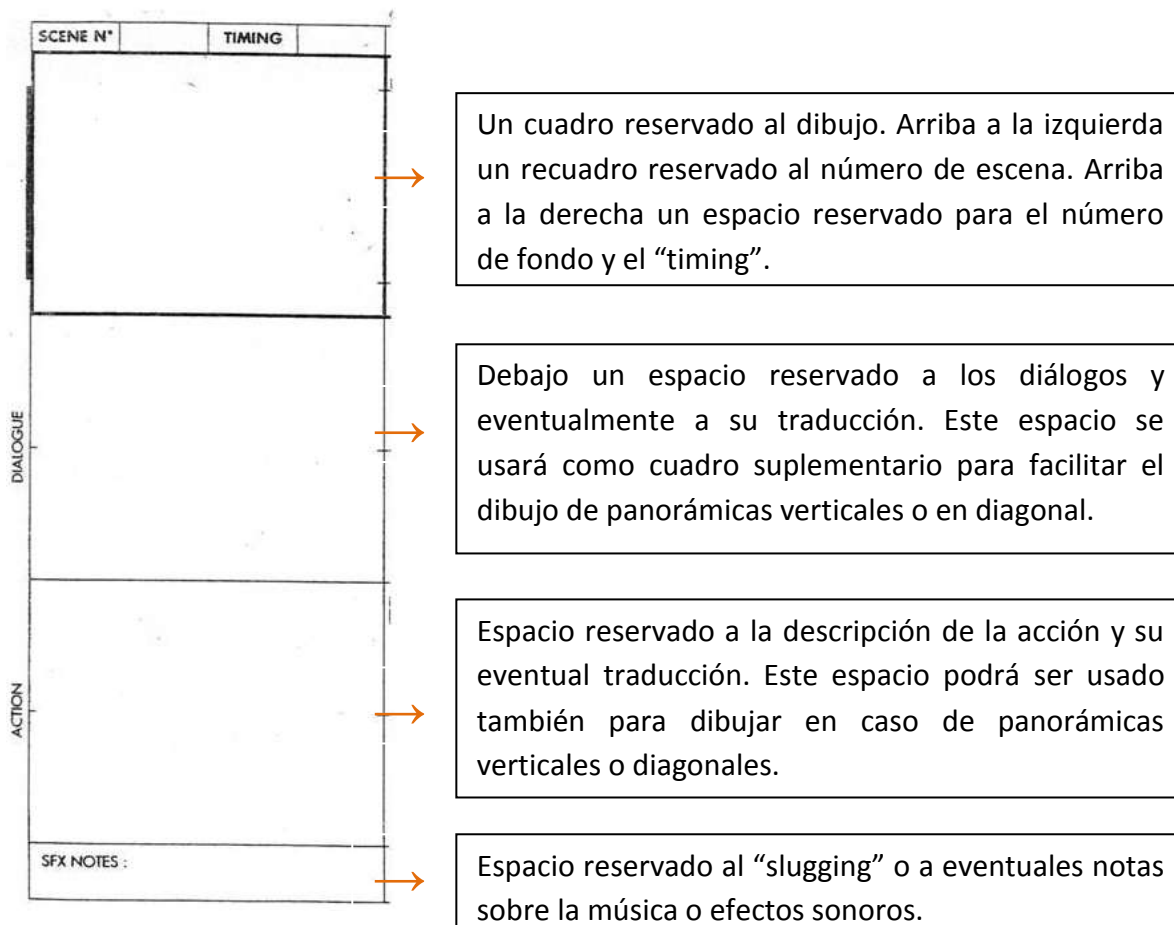 SCENE N° TIMING
Un cuadro reservado al dibujo. Arriba a la izquierda
un recuadro reservado al número de escena. Arriba
a la derecha un espacio reservado para el número
de fondo y el “timing”.
DIALOGUE
Debajo un espacio reservado a los diálogos y
eventualmente a su traducción. Este espacio se
usará como cuadro suplementario para facilitar el
dibujo de panorámicas verticales o en diagonal.
ACTION
Espacio reservado a la descripción de la acción y su
eventual traducción. Este espacio podrá ser usado
también para dibujar en caso de panorámicas
verticales o diagonales.
SFX NOTES :
Espacio reservado al “slugging” o a eventuales notas
sobre la música o efectos sonoros.